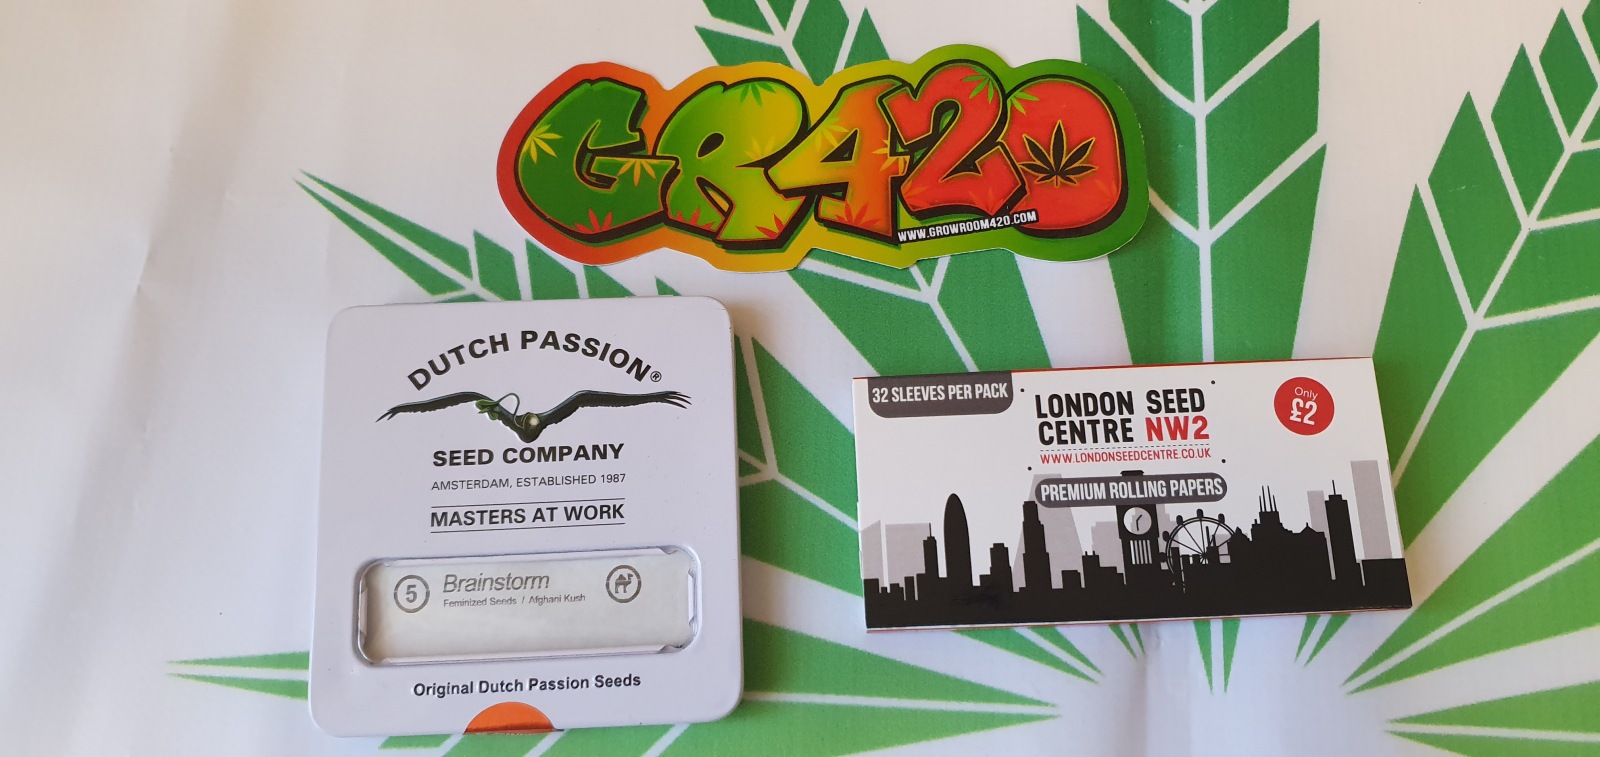 GR420
WWW.GROWROOM420.COM
DUTCH PASSION®
SEED COMPANY
AMSTERDAM, ESTABLISHED 1987
MASTERS AT WORK
5
Brainstorm
Feminized Seeds / Afghani Kush
Original Dutch Passion Seeds
32 SLEEVES PER PACK
LONDON SEED
CENTRE NW2
WWW.LONDONSEEDCENTRE.CO.UK
PREMIUM ROLLING PAPERS
Only
£2